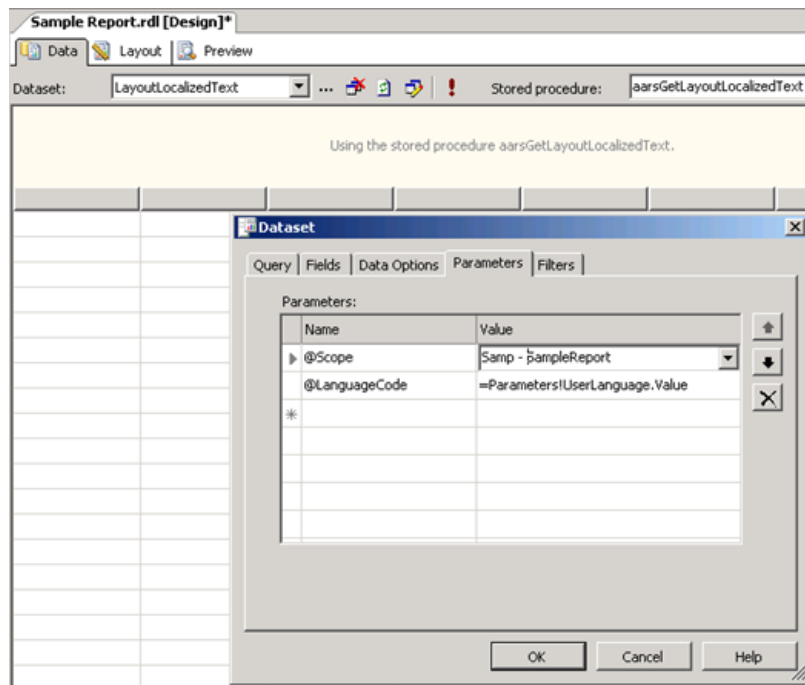 Sample Report.rdl [Design]*
Data Layout Preview
Dataset: LayoutLocalizedText ... ! Stored procedure: aarsGetLayoutLocalizedText
Using the stored procedure aarsGetLayoutLocalizedText.
Dataset
Query Fields Data Options Parameters Filters
Parameters:
Name Value
@Scope Samp - SampleReport
@LanguageCode =Parameters!UserLanguage.Value
*
OK Cancel Help